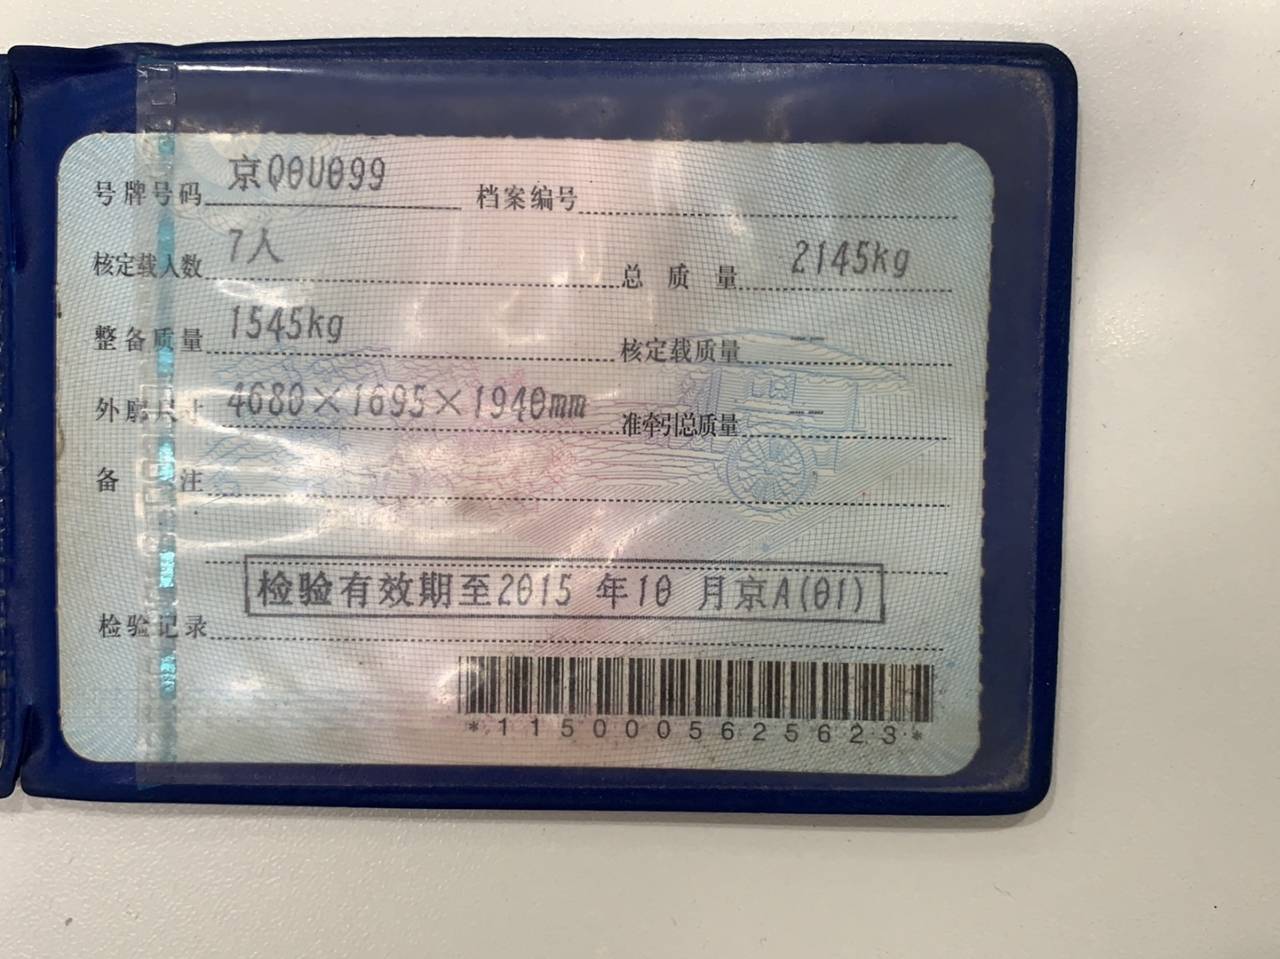 号牌号码 京Q0U099 档案编号
核定载人数 7人 总质量 2145kg
整备质量 1545kg 核定载质量 --
外廓尺寸 4680×1695×1940mm 准牵引总质量 --
备注
检验记录 检验有效期至2015 年10 月京A(01)
*1150005625623*